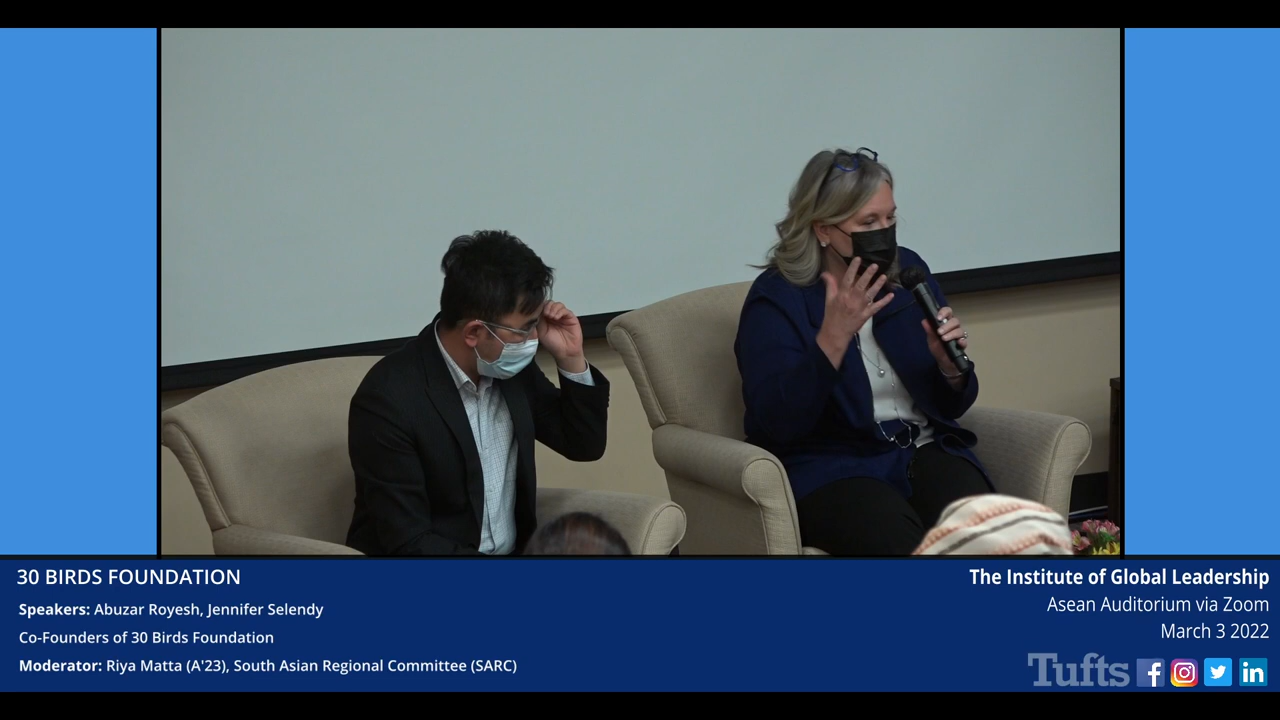 30 BIRDS FOUNDATION
Speakers: Abuzar Royesh, Jennifer Selendy
Co-Founders of 30 Birds Foundation
Moderator: Riya Matta (A'23), South Asian Regional Committee (SARC)
The Institute of Global Leadership
Asean Auditorium via Zoom
March 3 2022
Tufts